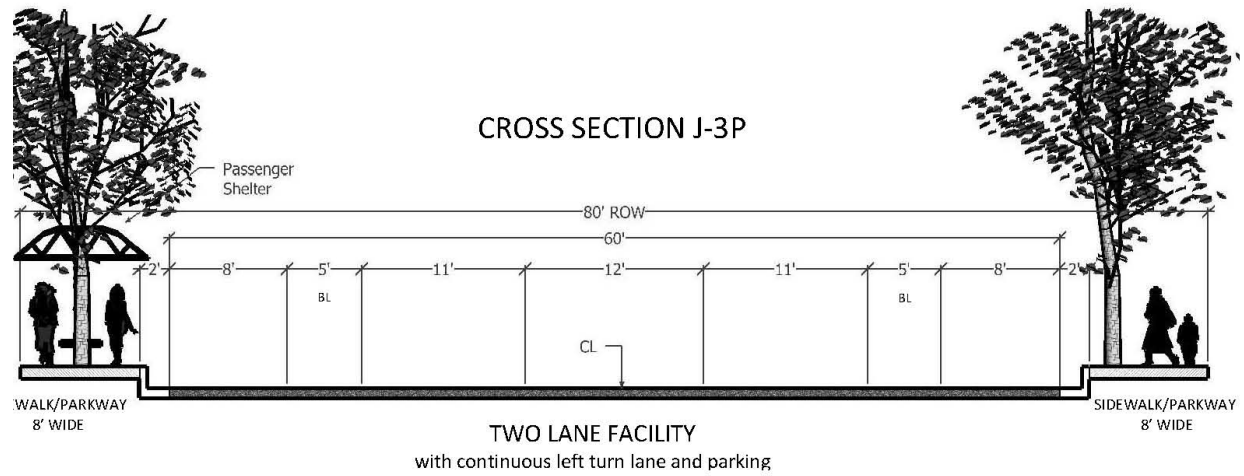 CROSS SECTION J-3P
Passenger
Shelter
80' ROW
60'
2' 8' 5' 11' 12' 11' 5' 8' 2'
BL BL
CL
WALK/PARKWAY
8' WIDE
SIDEWALK/PARKWAY
8' WIDE
TWO LANE FACILITY
with continuous left turn lane and parking